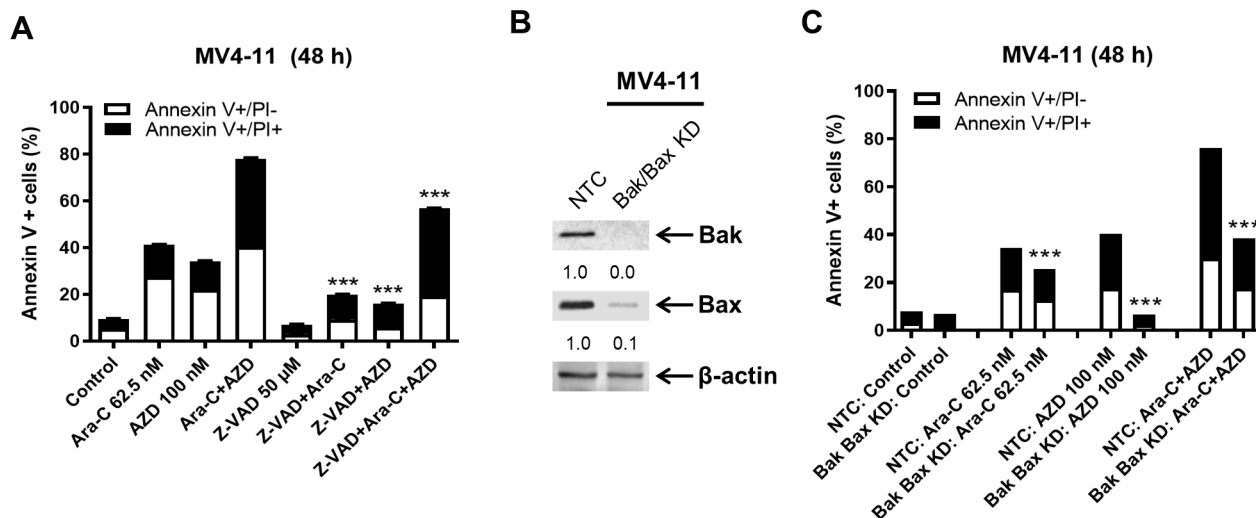 A
MV4-11 (48 h)
Annexin V+/PI-
Annexin V+/PI+
Annexin V + cells (%)
100
80
60
40
20
0
***
***
***
Control
Ara-C 62.5 nM
AZD 100 nM
Ara-C+AZD
Z-VAD 50 µM
Z-VAD+Ara-C
Z-VAD+AZD
Z-VAD+Ara-C+AZD
B
MV4-11
NTC
Bak/Bax KD
Bak
1.0 0.0
Bax
1.0 0.1
β-actin
C
MV4-11 (48 h)
Annexin V+/PI-
Annexin V+/PI+
Annexin V+ cells (%)
100
80
60
40
20
0
***
***
***
NTC: Control
Bak Bax KD: Control
NTC: Ara-C 62.5 nM
Bak Bax KD: Ara-C 62.5 nM
NTC: AZD 100 nM
Bak Bax KD: AZD 100 nM
NTC: Ara-C+AZD
Bak Bax KD: Ara-C+AZD